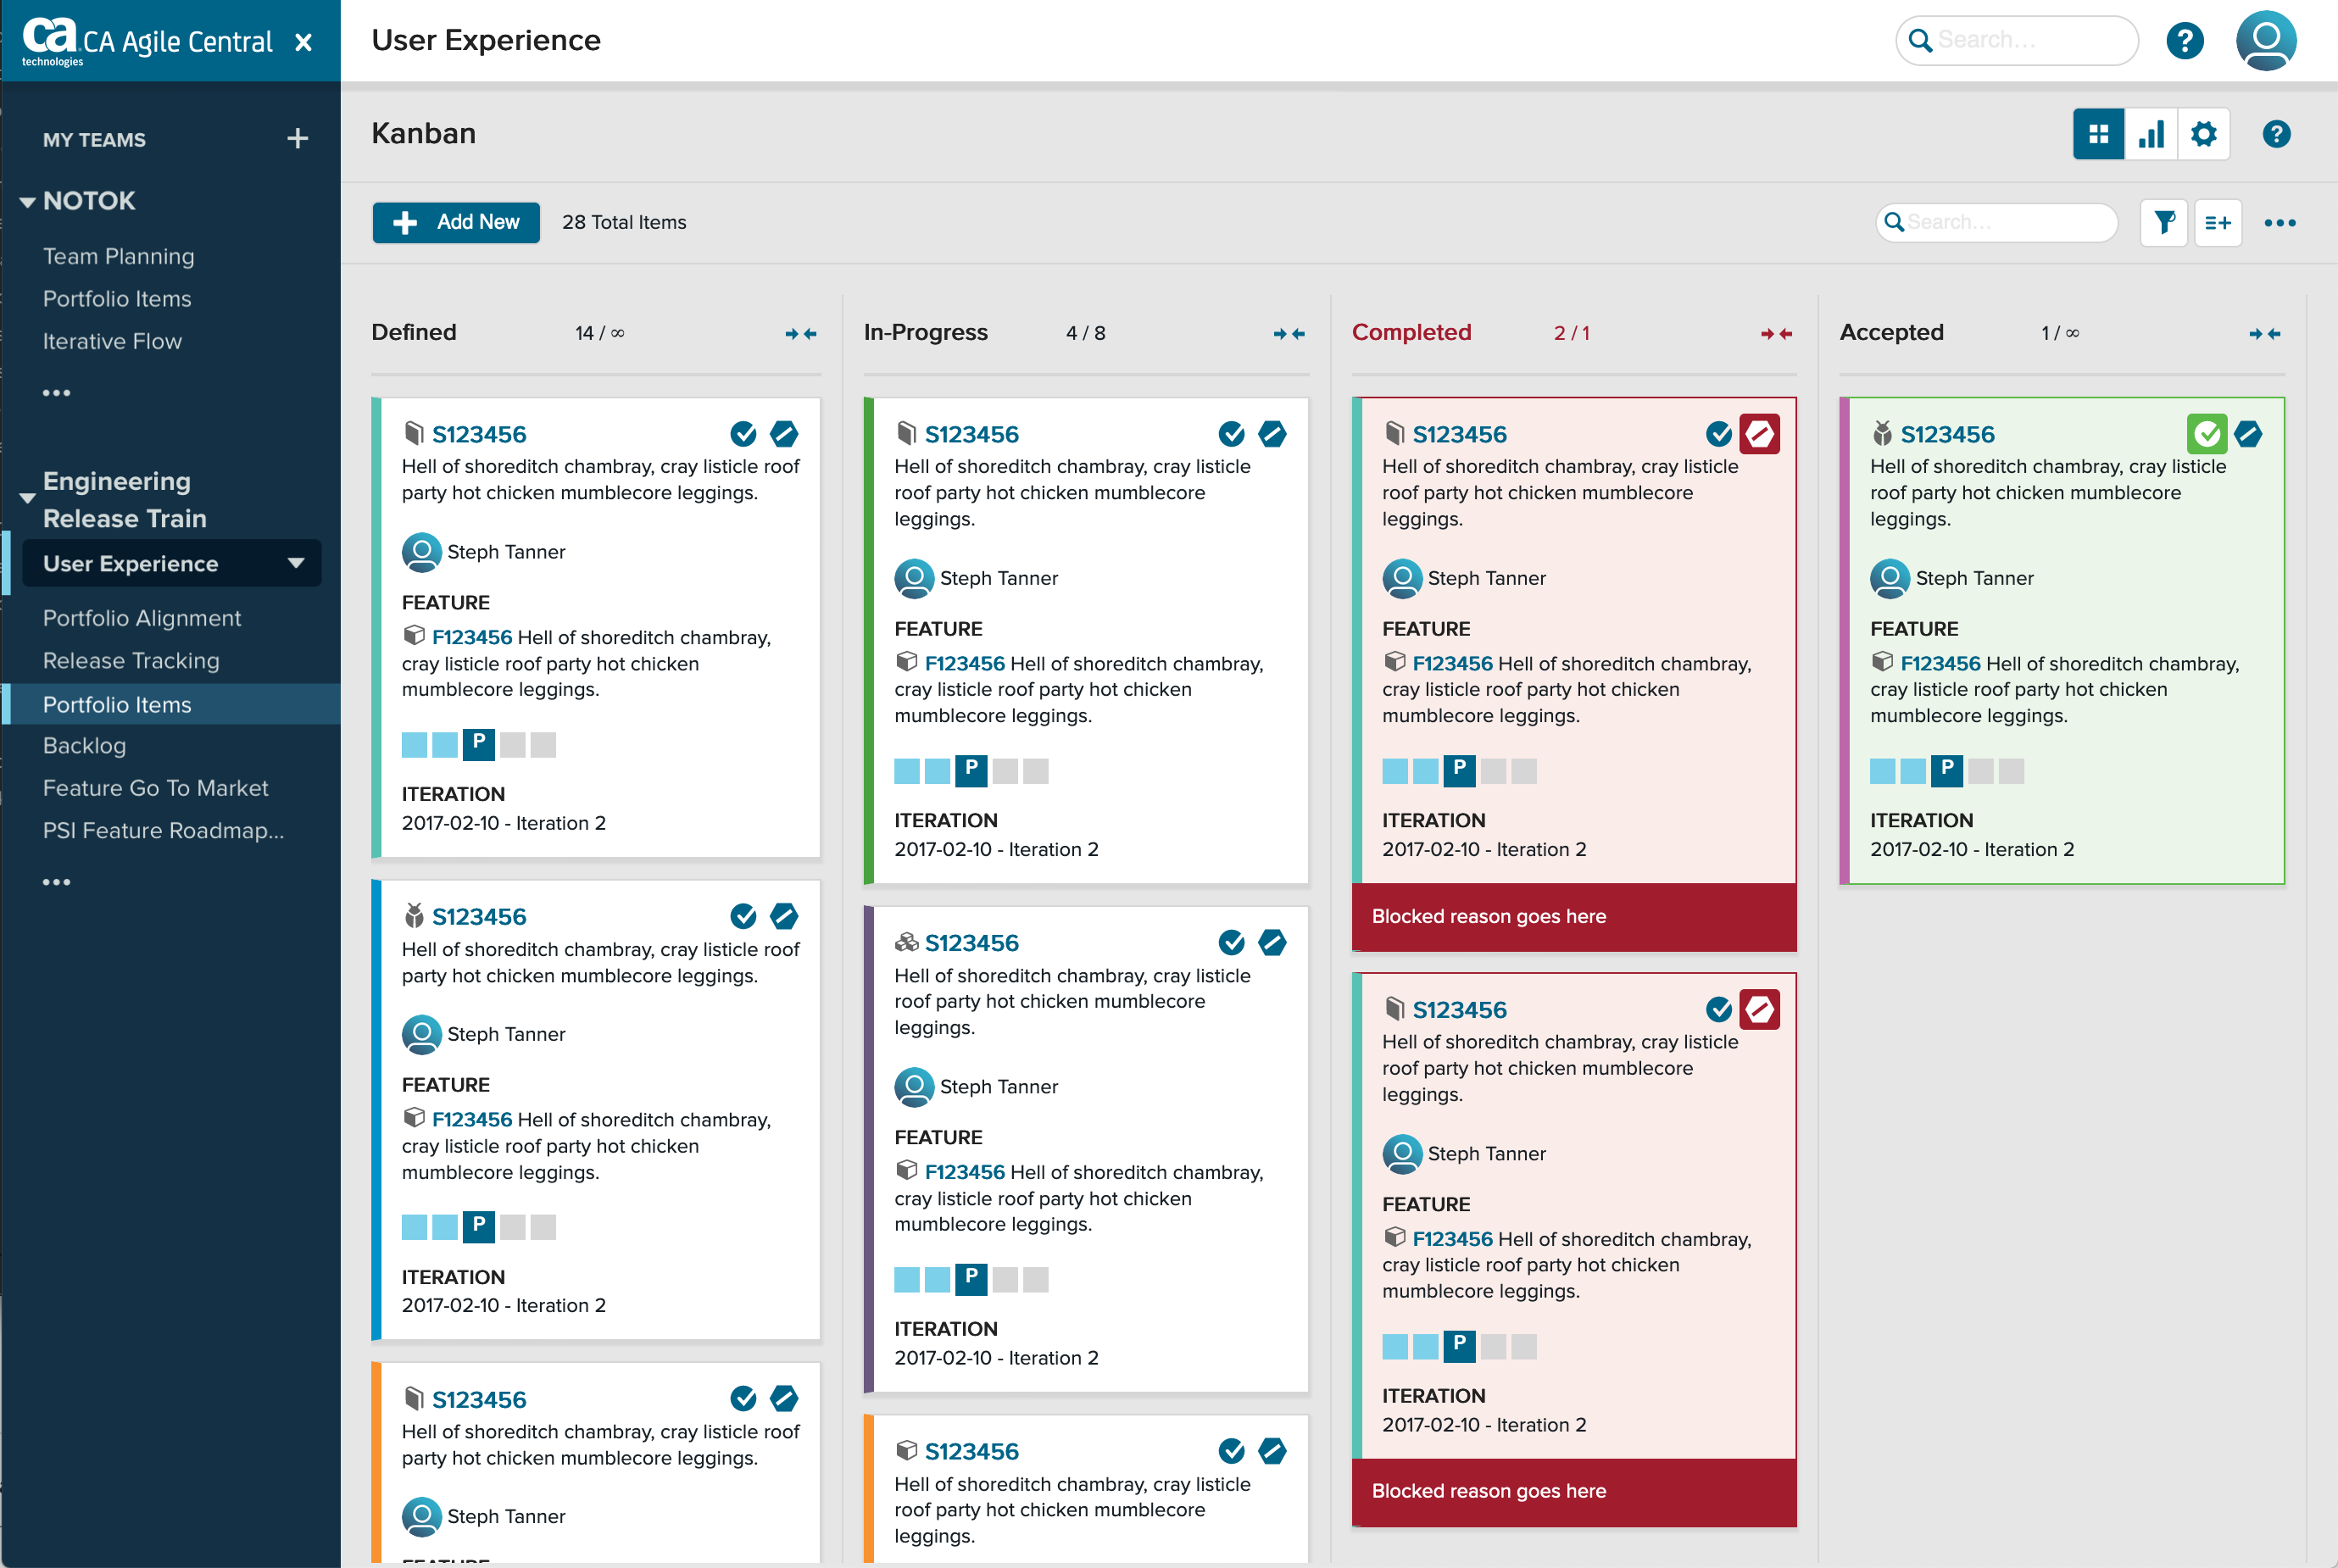 ca CA Agile Central
technologies
User Experience
Search...
MY TEAMS
NOTOK
Team Planning
Portfolio Items
Iterative Flow
Engineering
Release Train
User Experience
Portfolio Alignment
Release Tracking
Portfolio Items
Backlog
Feature Go To Market
PSI Feature Roadmap...
Kanban
Add New
28 Total Items
Search...
Defined 14 / ∞
S123456
Hell of shoreditch chambray, cray listicle roof
party hot chicken mumblecore leggings.
Steph Tanner
FEATURE
F123456 Hell of shoreditch chambray,
cray listicle roof party hot chicken
mumblecore leggings.
P
ITERATION
2017-02-10 - Iteration 2
S123456
Hell of shoreditch chambray, cray listicle roof
party hot chicken mumblecore leggings.
Steph Tanner
FEATURE
F123456 Hell of shoreditch chambray,
cray listicle roof party hot chicken
mumblecore leggings.
P
ITERATION
2017-02-10 - Iteration 2
S123456
Hell of shoreditch chambray, cray listicle roof
party hot chicken mumblecore leggings.
Steph Tanner
FEATURE
In-Progress 4 / 8
S123456
Hell of shoreditch chambray, cray listicle
roof party hot chicken mumblecore
leggings.
Steph Tanner
FEATURE
F123456 Hell of shoreditch chambray,
cray listicle roof party hot chicken
mumblecore leggings.
P
ITERATION
2017-02-10 - Iteration 2
S123456
Hell of shoreditch chambray, cray listicle
roof party hot chicken mumblecore
leggings.
Steph Tanner
FEATURE
F123456 Hell of shoreditch chambray,
cray listicle roof party hot chicken
mumblecore leggings.
P
ITERATION
2017-02-10 - Iteration 2
S123456
Hell of shoreditch chambray, cray listicle
roof party hot chicken mumblecore
leggings.
Completed 2 / 1
S123456
Hell of shoreditch chambray, cray listicle
roof party hot chicken mumblecore
leggings.
Steph Tanner
FEATURE
F123456 Hell of shoreditch chambray,
cray listicle roof party hot chicken
mumblecore leggings.
P
ITERATION
2017-02-10 - Iteration 2
Blocked reason goes here
S123456
Hell of shoreditch chambray, cray listicle
roof party hot chicken mumblecore
leggings.
Steph Tanner
FEATURE
F123456 Hell of shoreditch chambray,
cray listicle roof party hot chicken
mumblecore leggings.
P
ITERATION
2017-02-10 - Iteration 2
Blocked reason goes here
Accepted 1 / ∞
S123456
Hell of shoreditch chambray, cray listicle
roof party hot chicken mumblecore
leggings.
Steph Tanner
FEATURE
F123456 Hell of shoreditch chambray,
cray listicle roof party hot chicken
mumblecore leggings.
P
ITERATION
2017-02-10 - Iteration 2